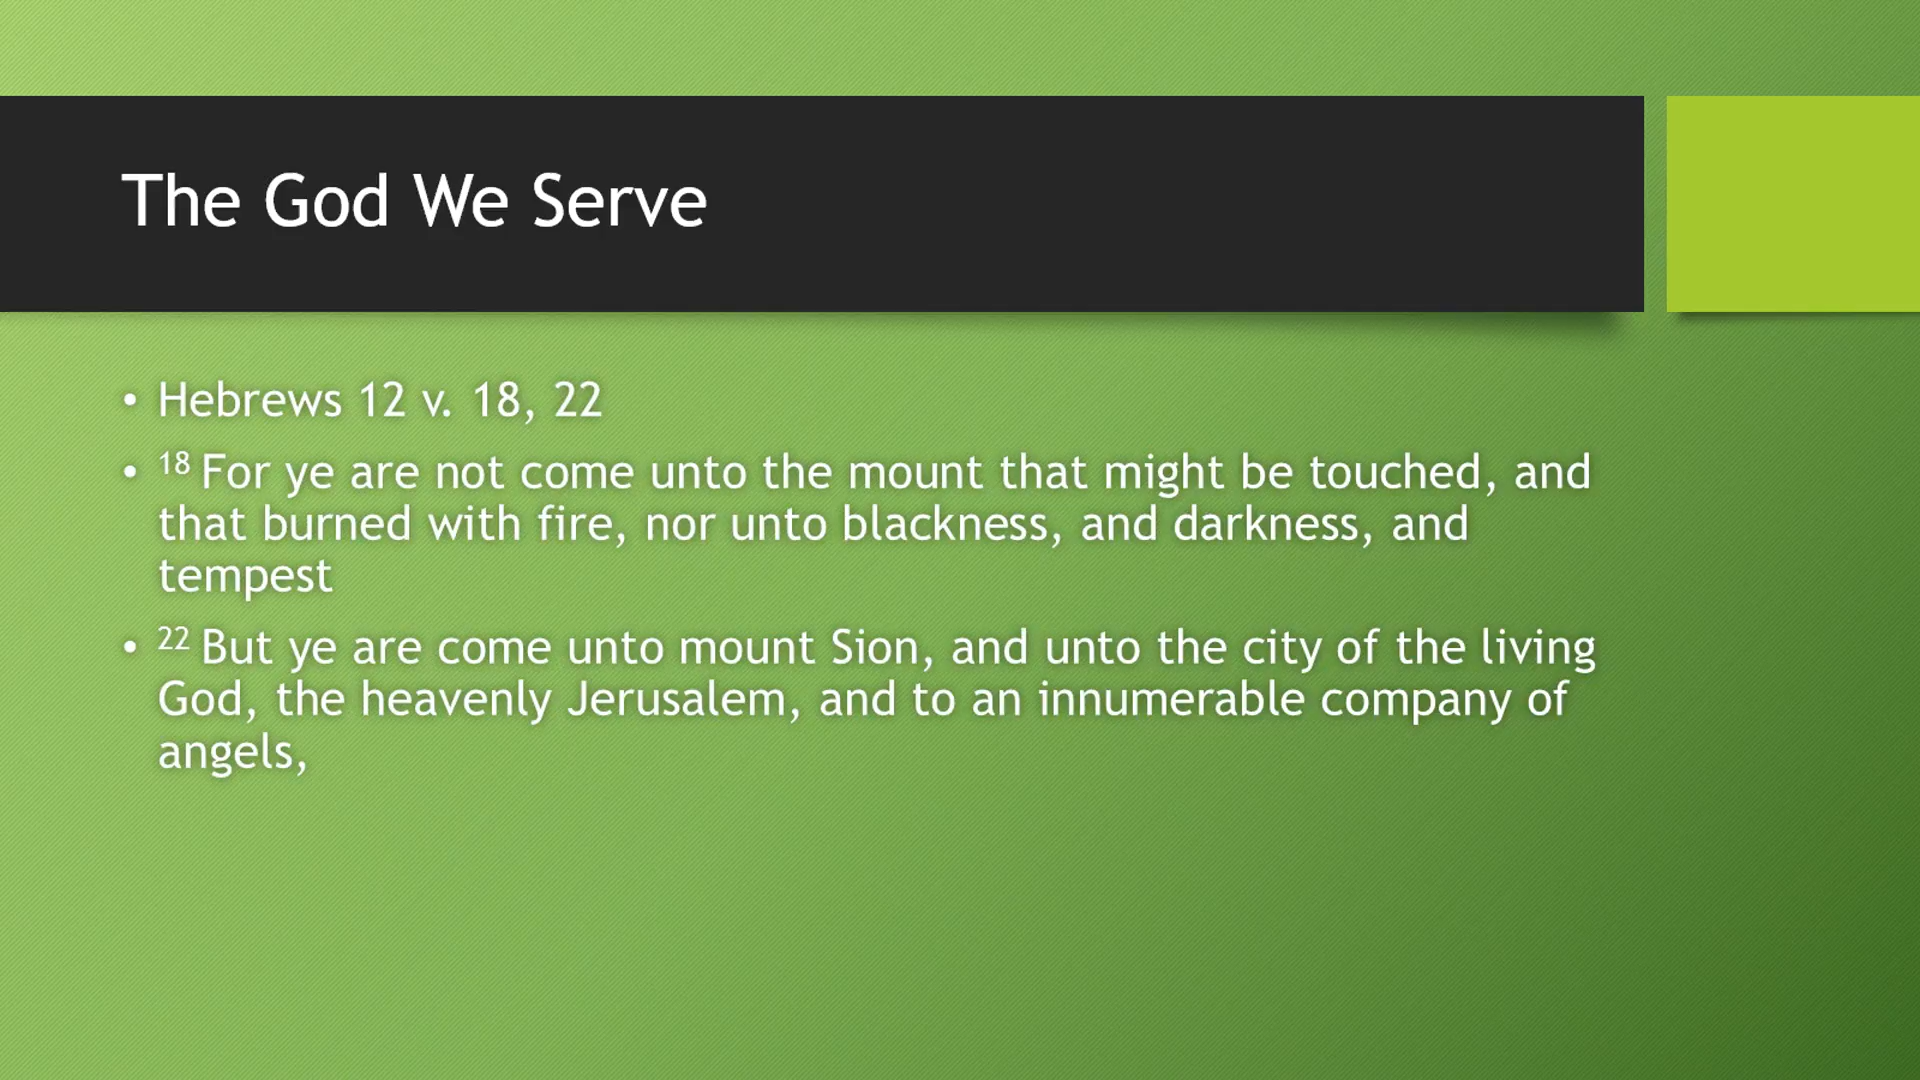 The God We Serve
• Hebrews 12 v. 18, 22
• 18 For ye are not come unto the mount that might be touched, and
that burned with fire, nor unto blackness, and darkness, and
tempest
• 22 But ye are come unto mount Sion, and unto the city of the living
God, the heavenly Jerusalem, and to an innumerable company of
angels,